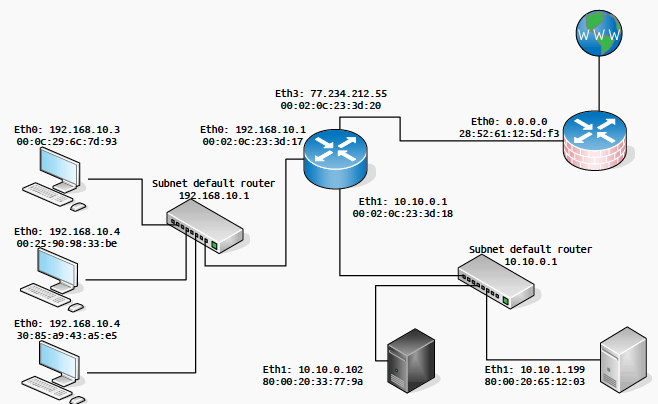 WWW
Eth3: 77.234.212.55
00:02:0c:23:3d:20
Eth0: 0.0.0.0
28:52:61:12:5d:f3
Eth0: 192.168.10.3
00:0c:29:6c:7d:93
Eth0: 192.168.10.1
00:02:0c:23:3d:17
Subnet default router
192.168.10.1
Eth1: 10.10.0.1
00:02:0c:23:3d:18
Eth0: 192.168.10.4
00:25:90:98:33:be
Subnet default router
10.10.0.1
Eth0: 192.168.10.4
30:85:a9:43:a5:e5
Eth1: 10.10.0.102
80:00:20:33:77:9a
Eth1: 10.10.1.199
80:00:20:65:12:03